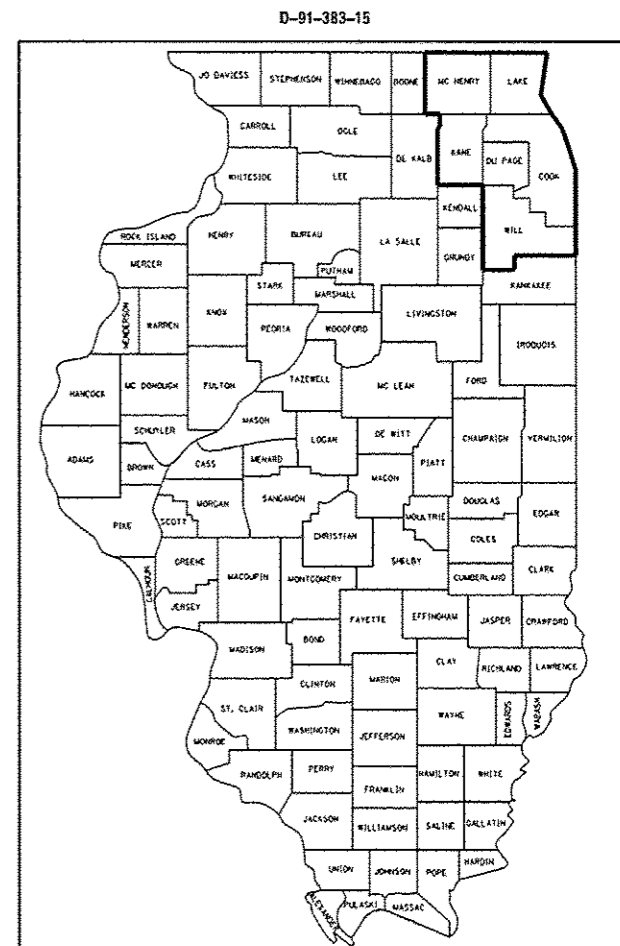 D-91-383-15
JO DAVIESS
STEPHENSON
WINNEBAGO
BOONE
MC HENRY
LAKE
CARROLL
OGLE
DE KALB
KANE
DU PAGE
COOK
WHITESIDE
LEE
KENDALL
WILL
ROCK ISLAND
HENRY
BUREAU
LA SALLE
GRUNDY
MERCER
PUTNAM
KANKAKEE
STARK
MARSHALL
HENDERSON
WARREN
KNOX
PEORIA
WOODFORD
LIVINGSTON
IROQUOIS
HANCOCK
MC DONOUGH
FULTON
TAZEWELL
MC LEAN
FORD
MASON
SCHUYLER
LOGAN
DE WITT
CHAMPAIGN
VERMILION
ADAMS
BROWN
CASS
MENARD
PIATT
MACON
MORGAN
SANGAMON
DOUGLAS
EDGAR
PIKE
SCOTT
CHRISTIAN
MOULTRIE
COLES
GREENE
SHELBY
CLARK
CALHOUN
MACOUPIN
MONTGOMERY
CUMBERLAND
JERSEY
FAYETTE
EFFINGHAM
JASPER
CRAWFORD
MADISON
BOND
CLAY
RICHLAND
LAWRENCE
CLINTON
MARION
ST. CLAIR
WAYNE
EDWARDS
WABASH
WASHINGTON
JEFFERSON
MONROE
RANDOLPH
PERRY
HAMILTON
WHITE
FRANKLIN
JACKSON
WILLIAMSON
SALINE
GALLATIN
UNION
JOHNSON
POPE
HARDIN
ALEXANDER
PULASKI
MASSAC